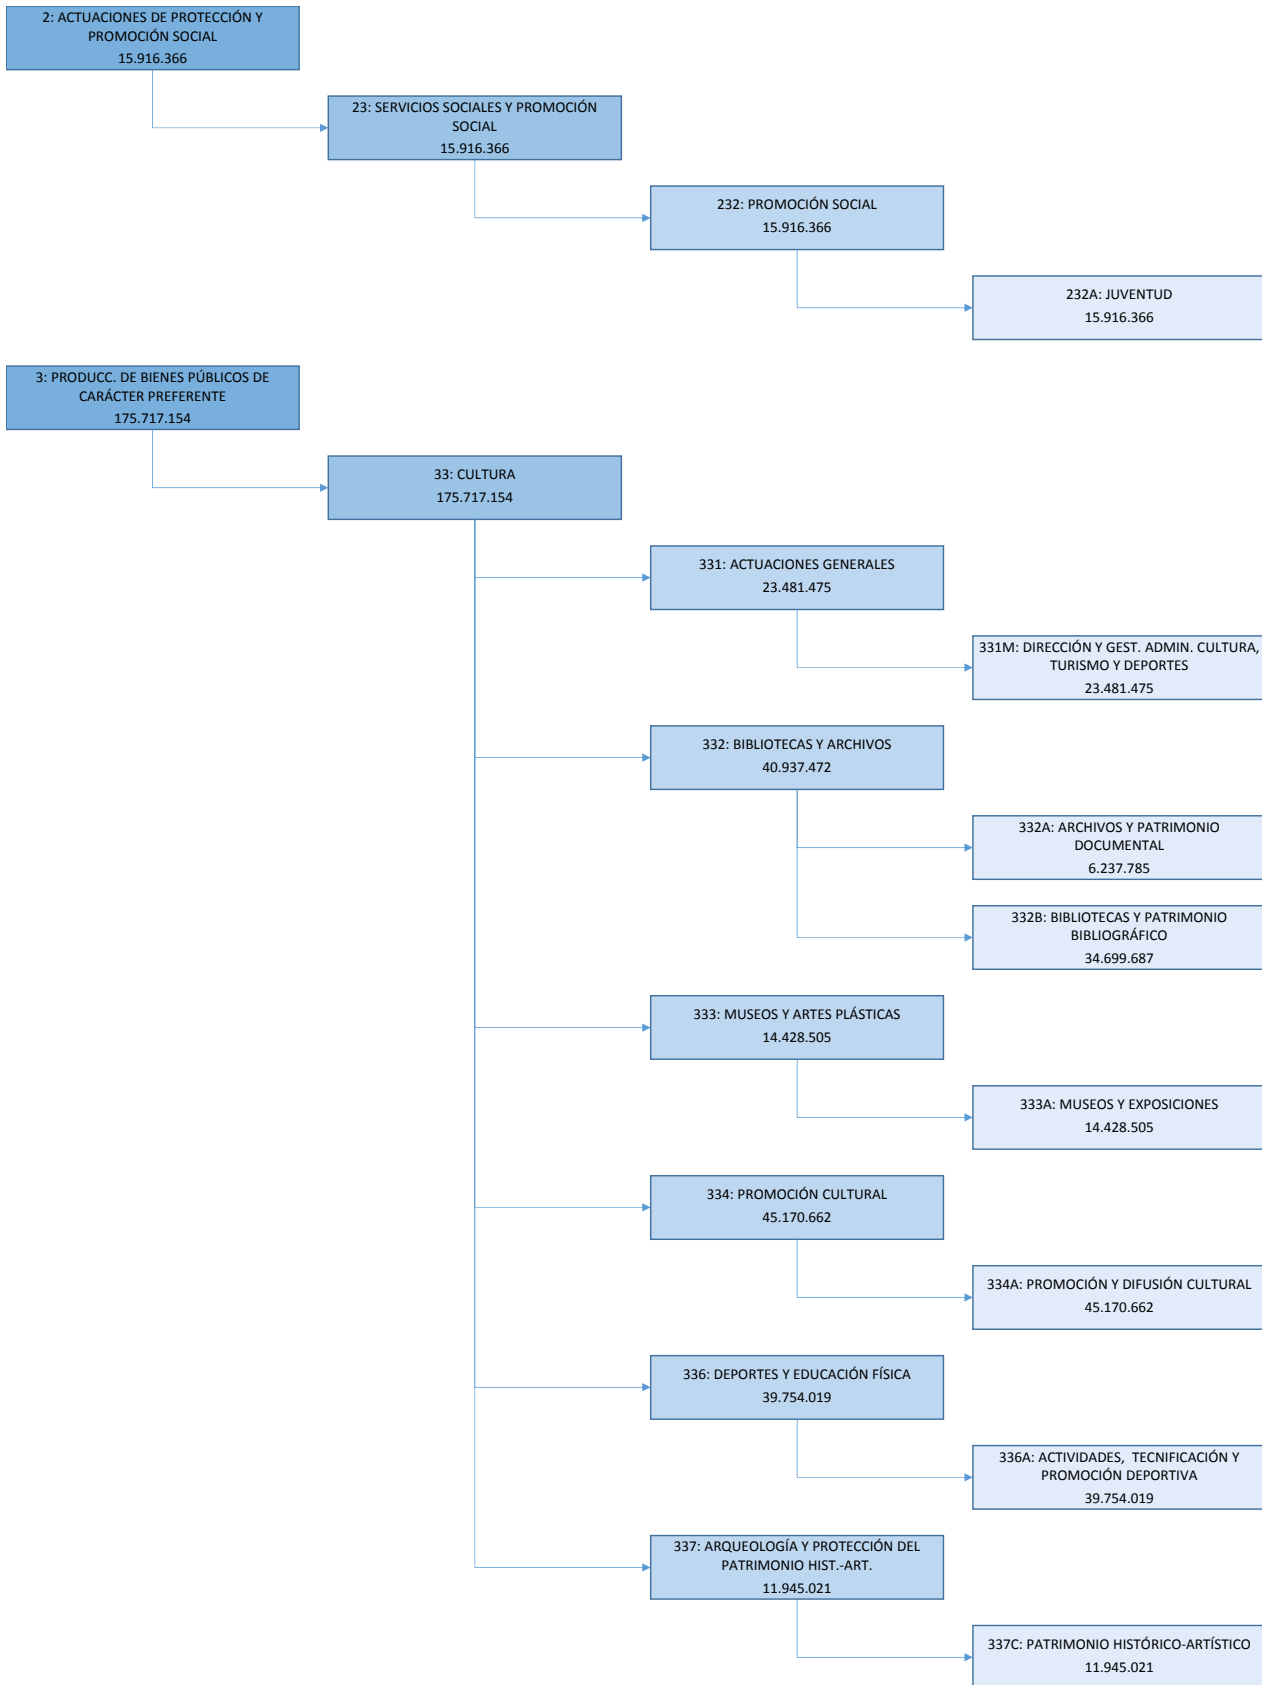 2: ACTUACIONES DE PROTECCIÓN Y
PROMOCIÓN SOCIAL
15.916.366
23: SERVICIOS SOCIALES Y PROMOCIÓN
SOCIAL
15.916.366
232: PROMOCIÓN SOCIAL
15.916.366
232A: JUVENTUD
15.916.366
3: PRODUCC. DE BIENES PÚBLICOS DE
CARÁCTER PREFERENTE
175.717.154
33: CULTURA
175.717.154
331: ACTUACIONES GENERALES
23.481.475
331M: DIRECCIÓN Y GEST. ADMIN. CULTURA,
TURISMO Y DEPORTES
23.481.475
332: BIBLIOTECAS Y ARCHIVOS
40.937.472
332A: ARCHIVOS Y PATRIMONIO
DOCUMENTAL
6.237.785
332B: BIBLIOTECAS Y PATRIMONIO
BIBLIOGRÁFICO
34.699.687
333: MUSEOS Y ARTES PLÁSTICAS
14.428.505
333A: MUSEOS Y EXPOSICIONES
14.428.505
334: PROMOCIÓN CULTURAL
45.170.662
334A: PROMOCIÓN Y DIFUSIÓN CULTURAL
45.170.662
336: DEPORTES Y EDUCACIÓN FÍSICA
39.754.019
336A: ACTIVIDADES,  TECNIFICACIÓN Y
PROMOCIÓN DEPORTIVA
39.754.019
337: ARQUEOLOGÍA Y PROTECCIÓN DEL
PATRIMONIO HIST.-ART.
11.945.021
337C: PATRIMONIO HISTÓRICO-ARTÍSTICO
11.945.021